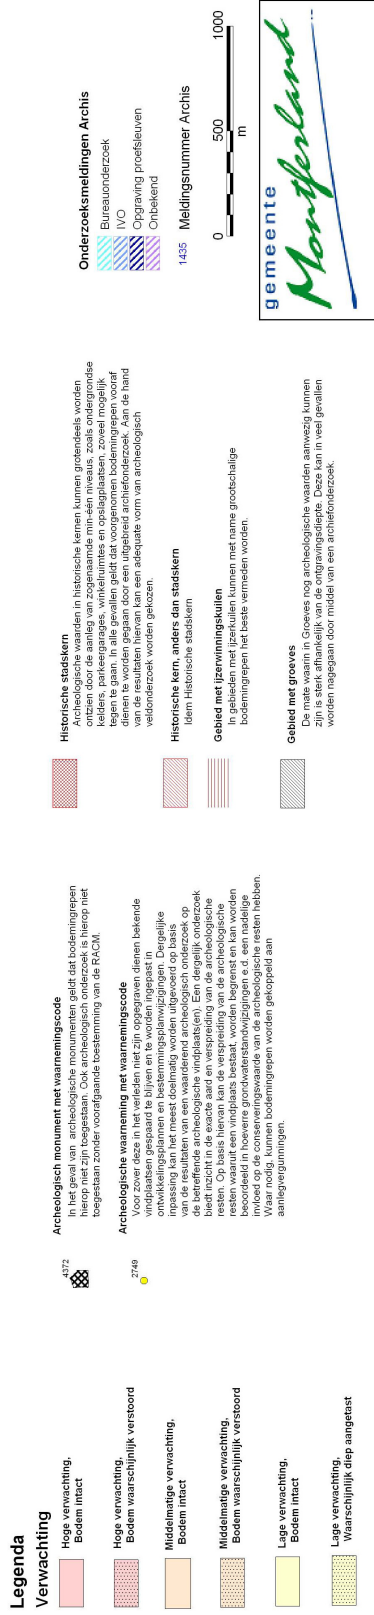 Legenda
Verwachting
Hoge verwachting,
Bodem intact
Hoge verwachting,
Bodem waarschijnlijk verstoord
Middelmatige verwachting,
Bodem intact
Middelmatige verwachting,
Bodem waarschijnlijk verstoord
Lage verwachting,
Bodem intact
Lage verwachting,
Waarschijnlijk diep aangetast
4372
Archeologisch monument met waarnemingscode
In het geval van archeologische monumenten geldt dat bodemingrepen
hierop niet zijn toegestaan. Ook archeologisch onderzoek is hierop niet
toegestaan zonder voorafgaande toestemming van de RACM.
2749
Archeologische waarneming met waarnemingscode
Voor zover deze in het verleden niet zijn opgegraven dienen bekende
vindplaatsen gespaard te blijven en te worden ingepast in
ontwikkelingsplannen en bestemmingsplanwijzigingen. Dergelijke
inpassing kan het meest doelmatig worden uitgevoerd op basis
van de resultaten van een waarderend archeologisch onderzoek op
de betreffende archeologische vindplaats(en). Een dergelijk onderzoek
biedt inzicht in de exacte aard en verspreiding van de archeologische
resten. Op basis hiervan kan de verspreiding van de archeologische
resten waaruit een vindplaats bestaat, worden begrenst en kan worden
beoordeeld in hoeverre grondwaterstandwijzigingen e.d. een nadelige
invloed op de conserveringswaarde van de archeologische resten hebben.
Waar nodig, kunnen bodemingrepen worden gekoppeld aan
aanlegvergunningen.
Historische stadskern
Archeologische waarden in historische kernen kunnen grotendeels worden
ontzien door de aanleg van zogenaamde min-één niveaus, zoals ondergrondse
kelders, parkeergarages, winkelruimtes en opslagplaatsen, zoveel mogelijk
tegen te gaan. In alle gevallen geldt dat voorgenomen bodemingrepen vooraf
dienen te worden gegaan door een uitgebreid archiefonderzoek. Aan de hand
van de resultaten hiervan kan een adequate vorm van archeologisch
veldonderzoek worden gekozen.
Historische kern, anders dan stadskern
Idem Historische stadskern
Gebied met ijzerwinningskuilen
In gebieden met ijzerkuilen kunnen met name grootschalige
bodemingrepen het beste vermeden worden.
Gebied met groeves
De mate waarin in Groeves nog archeologische waarden aanwezig kunnen
zijn is sterk afhankelijk van de ontgravingsdiepte. Deze kan in veel gevallen
worden nagegaan door middel van een archiefonderzoek.
Onderzoeksmeldingen Archis
Bureauonderzoek
IVO
Opgraving proefsleuven
Onbekend
1435 Meldingsnummer Archis
0 500 1000
m
gemeente
Montferland